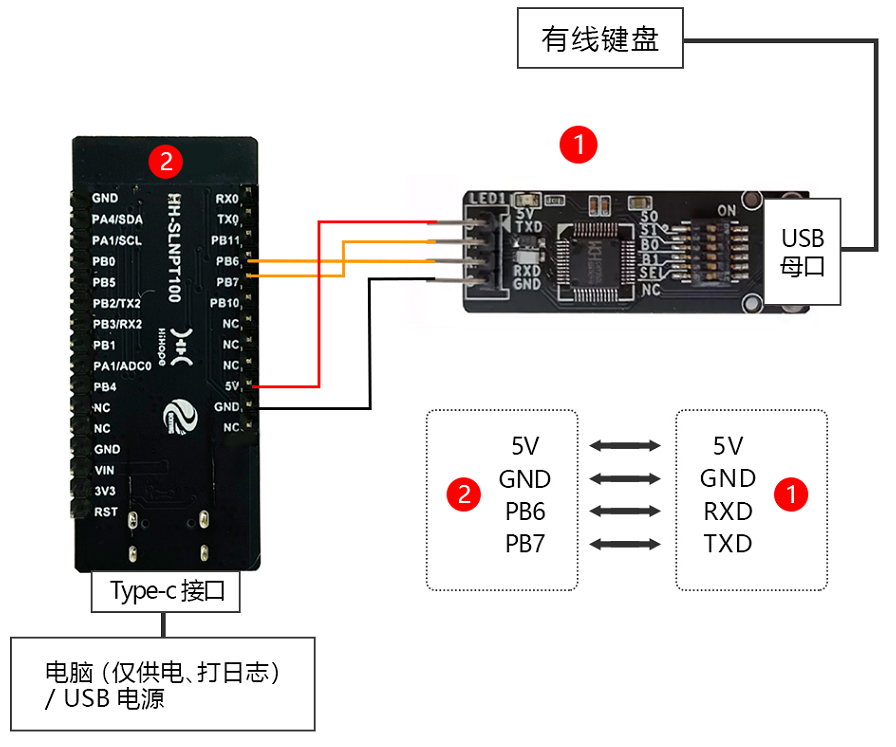 有线键盘
1
2
LED1
5V
TXD
RXD
GND
S0
S1
B0
B1
SEL
NC
ON
USB
母口
HH-SLNPT100
HiHope
GND
PA4/SDA
PA1/SCL
PB0
PB5
PB2/TX2
PB3/RX2
PB1
PA1/ADC0
PB4
NC
NC
GND
VIN
3V3
RST
RX0
TX0
PB11
PB6
PB7
PB10
NC
NC
NC
5V
GND
NC
5V
GND
2
PB6
PB7
5V
GND
1
RXD
TXD
Type-c 接口
电脑（仅供电、打日志）
/ USB 电源